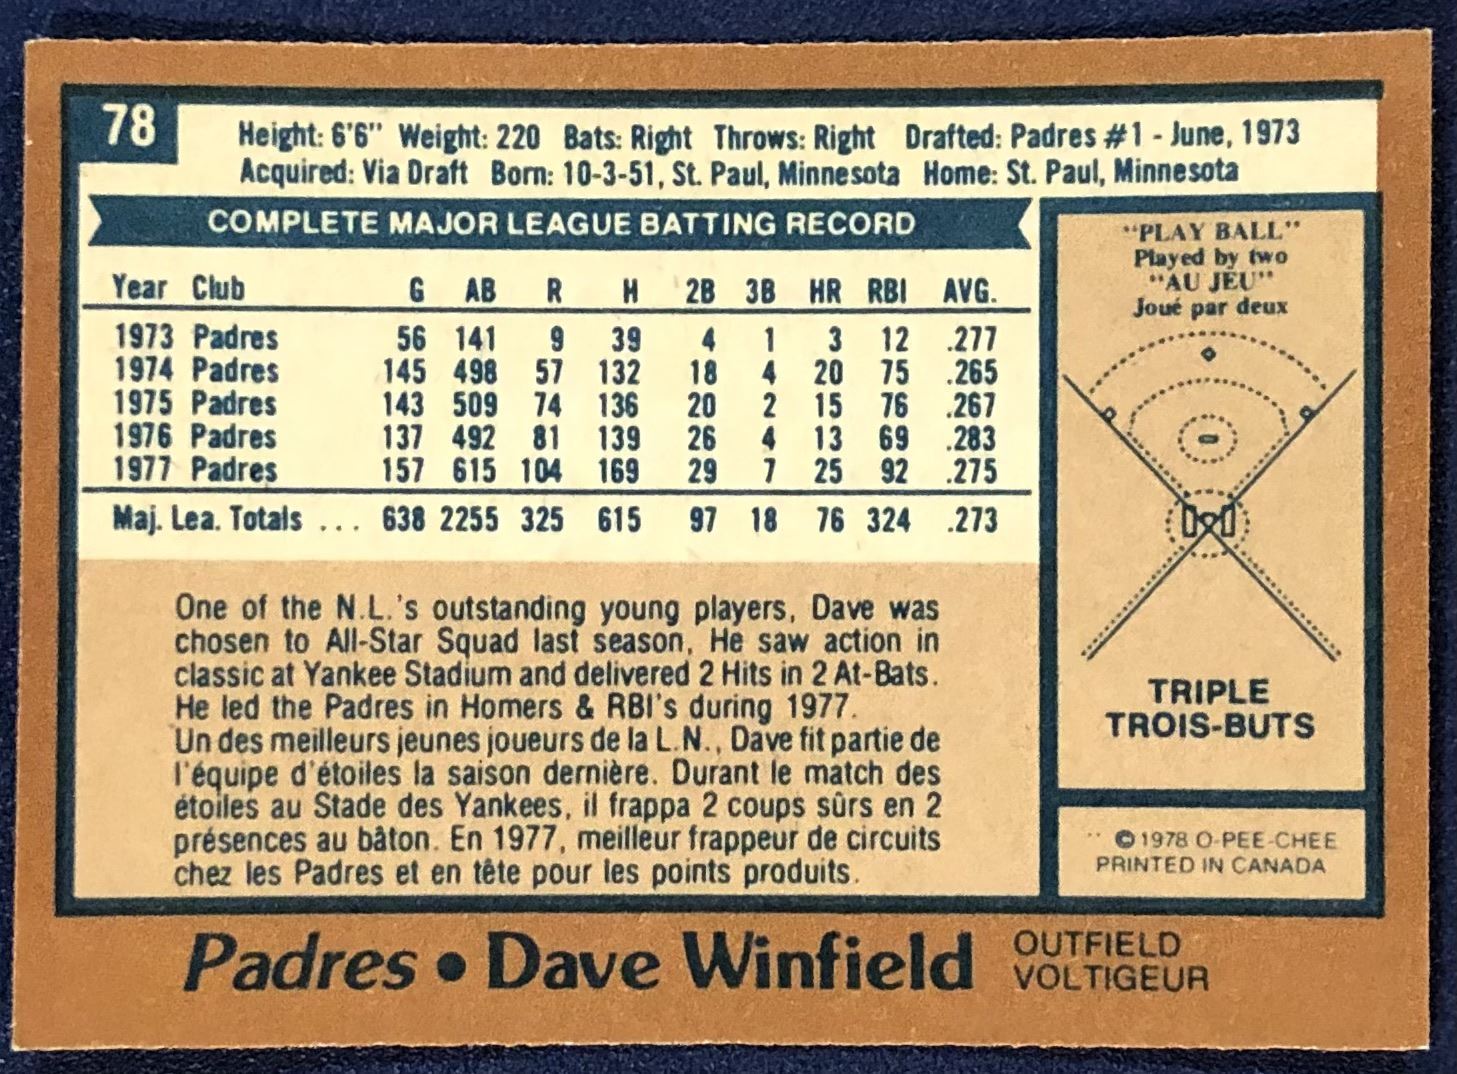 78
Height: 6'6" Weight: 220 Bats: Right Throws: Right Drafted: Padres #1 - June, 1973
Acquired: Via Draft Born: 10-3-51, St. Paul, Minnesota Home: St. Paul, Minnesota
COMPLETE MAJOR LEAGUE BATTING RECORD
Year Club G AB R H 2B 3B HR RBI AVG.
1973 Padres 56 141 9 39 4 1 3 12 .277
1974 Padres 145 498 57 132 18 4 20 75 .265
1975 Padres 143 509 74 136 20 2 15 76 .267
1976 Padres 137 492 81 139 26 4 13 69 .283
1977 Padres 157 615 104 169 29 7 25 92 .275
Maj. Lea. Totals ... 638 2255 325 615 97 18 76 324 .273
One of the N.L.'s outstanding young players, Dave was
chosen to All-Star Squad last season. He saw action in
classic at Yankee Stadium and delivered 2 Hits in 2 At-Bats.
He led the Padres in Homers & RBI's during 1977.
Un des meilleurs jeunes joueurs de la L.N., Dave fit partie de
l'équipe d'étoiles la saison dernière. Durant le match des
étoiles au Stade des Yankees, il frappa 2 coups sûrs en 2
présences au bâton. En 1977, meilleur frappeur de circuits
chez les Padres et en tête pour les points produits.
"PLAY BALL"
Played by two
"AU JEU"
Joué par deux
TRIPLE
TROIS-BUTS
© 1978 O-PEE-CHEE
PRINTED IN CANADA
Padres • Dave Winfield
OUTFIELD
VOLTIGEUR